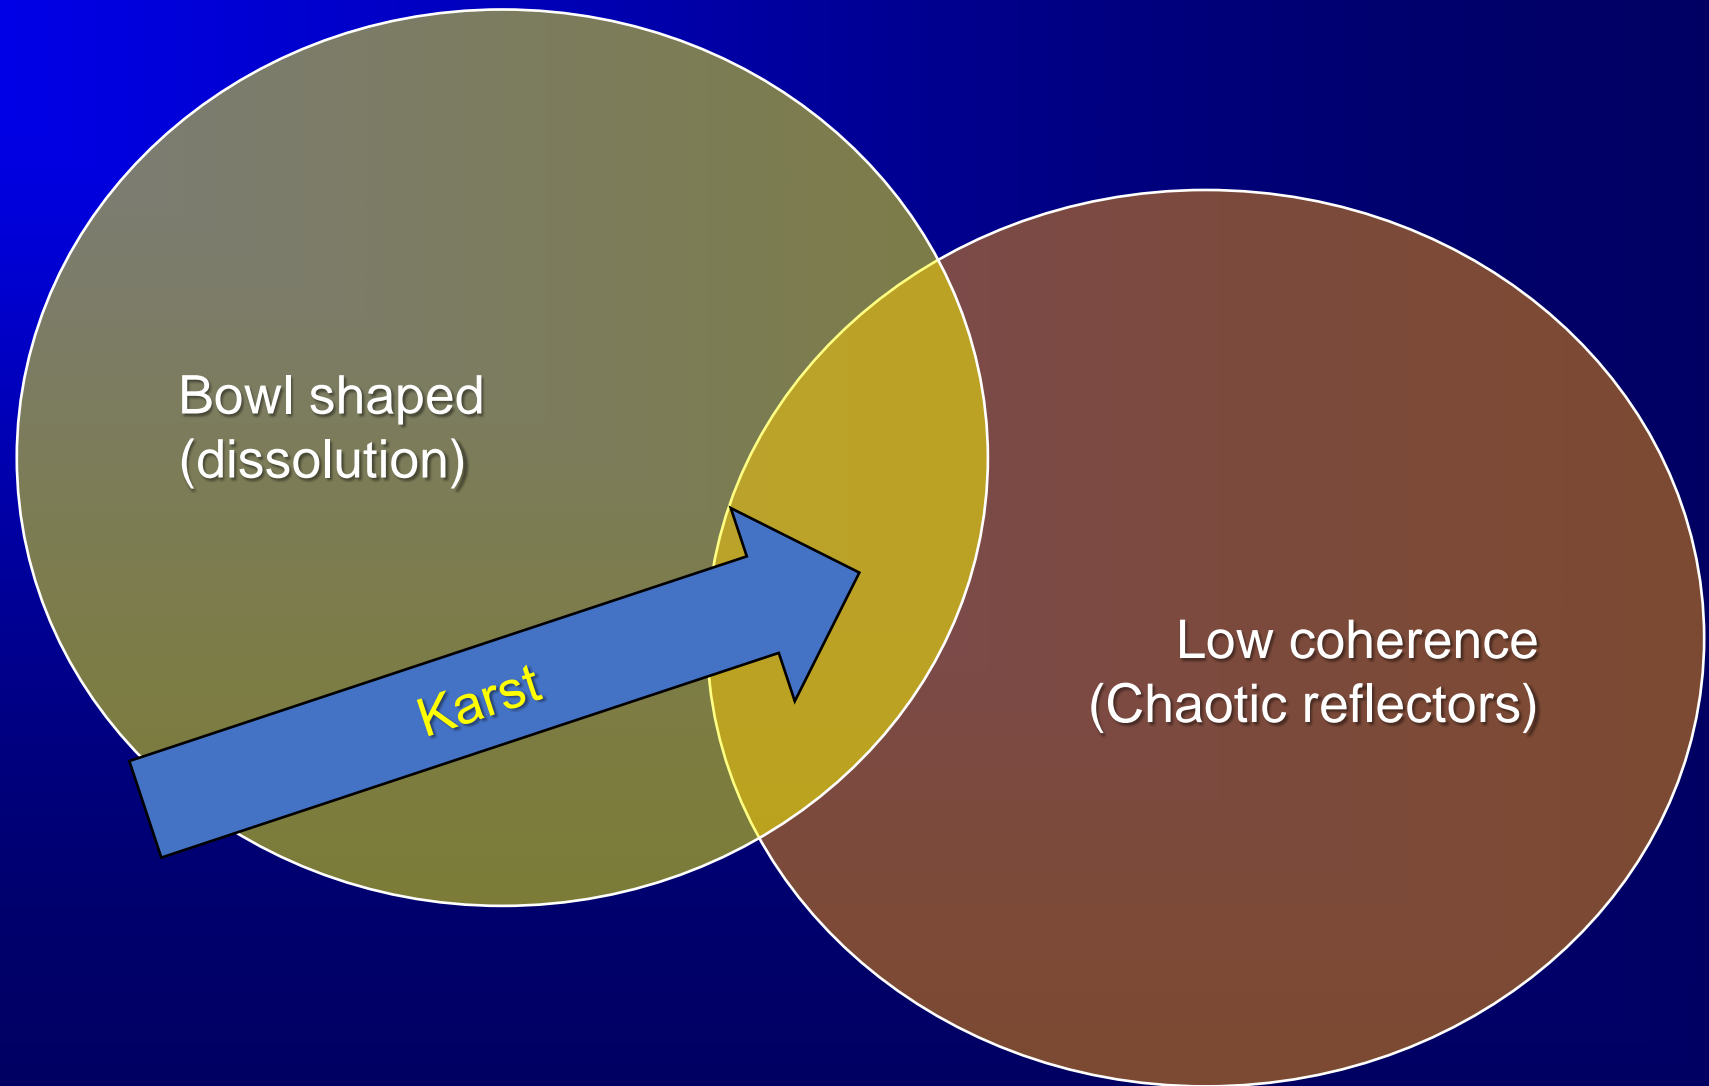 Bowl shaped
(dissolution)
Karst
Low coherence
(Chaotic reflectors)